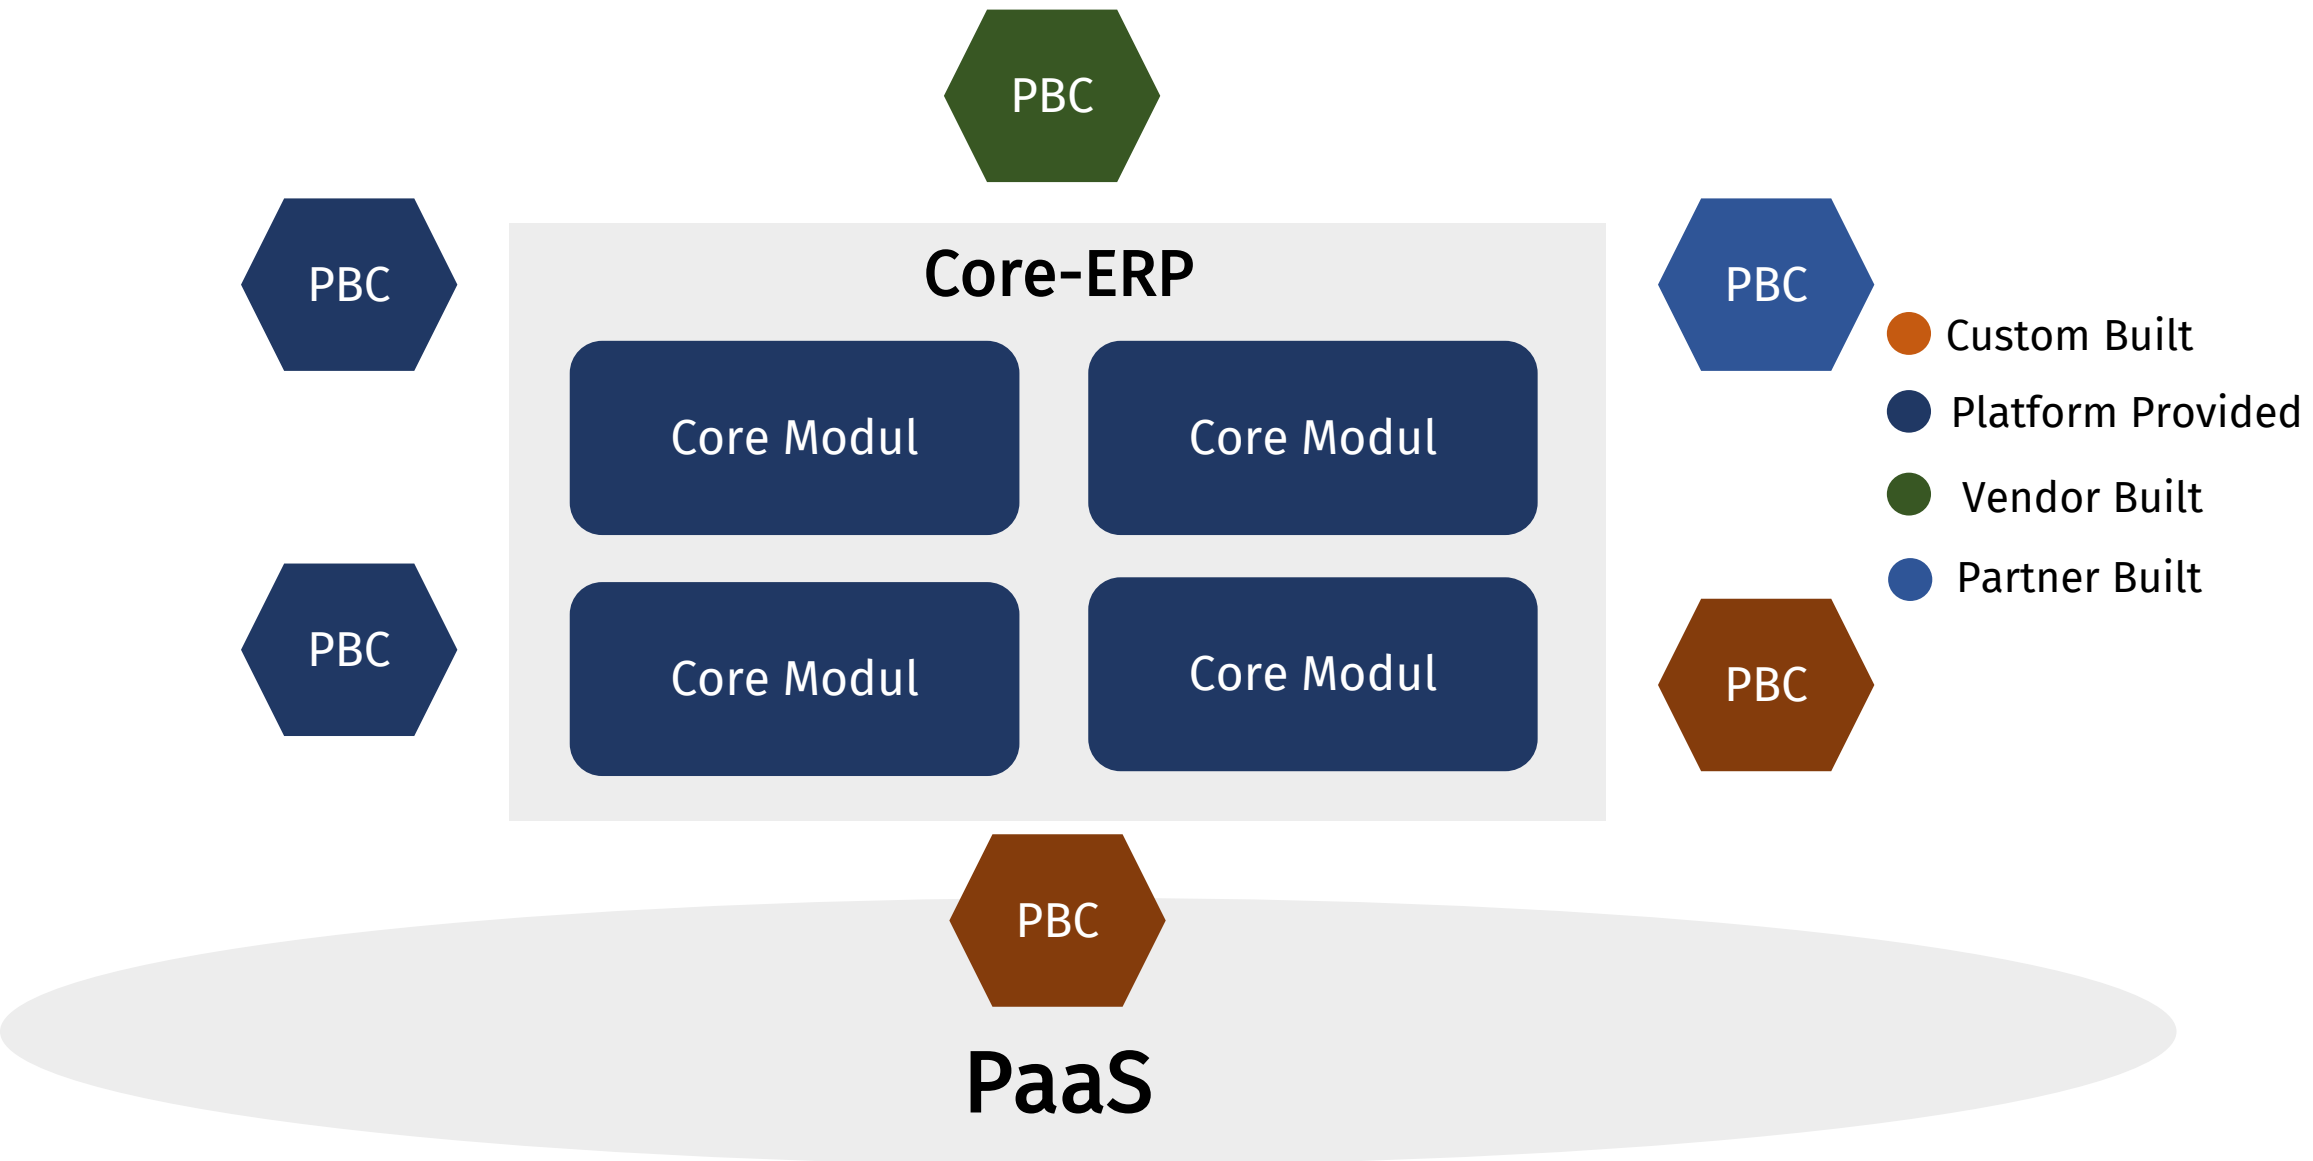 PBC
PBC
PBC
Core-ERP
Custom Built
Platform Provided
Core Modul
Core Modul
Vendor Built
Partner Built
PBC
Core Modul
Core Modul
PBC
PBC
PaaS